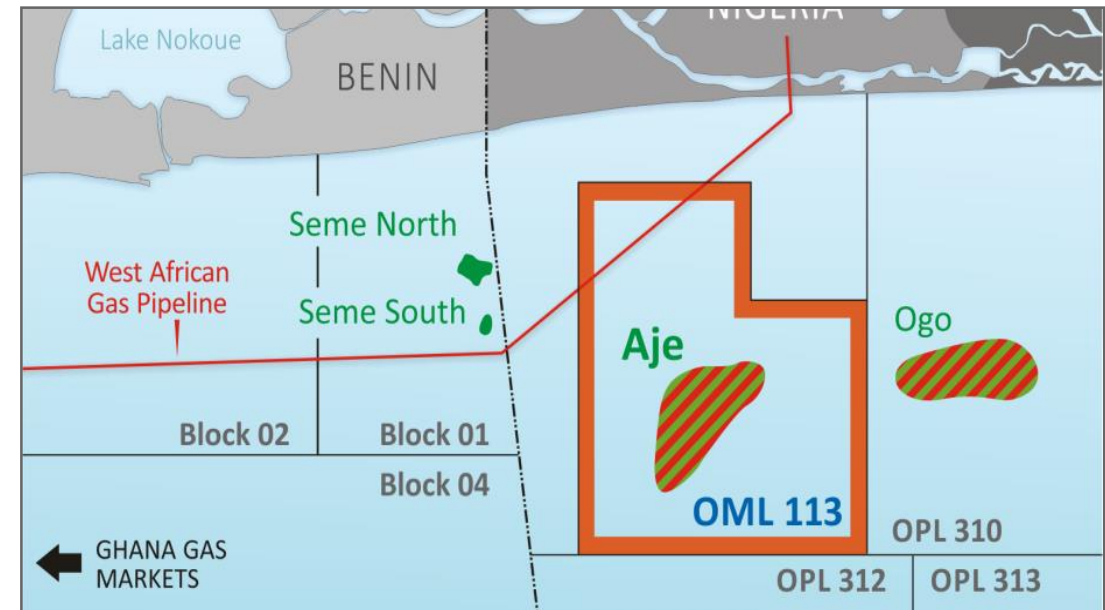 NIGERIA
Lake Nokoue
BENIN
Seme North
West African
Gas Pipeline
Seme South
Aje
Ogo
Block 02
Block 01
Block 04
OML 113
OPL 310
GHANA GAS
MARKETS
OPL 312
OPL 313